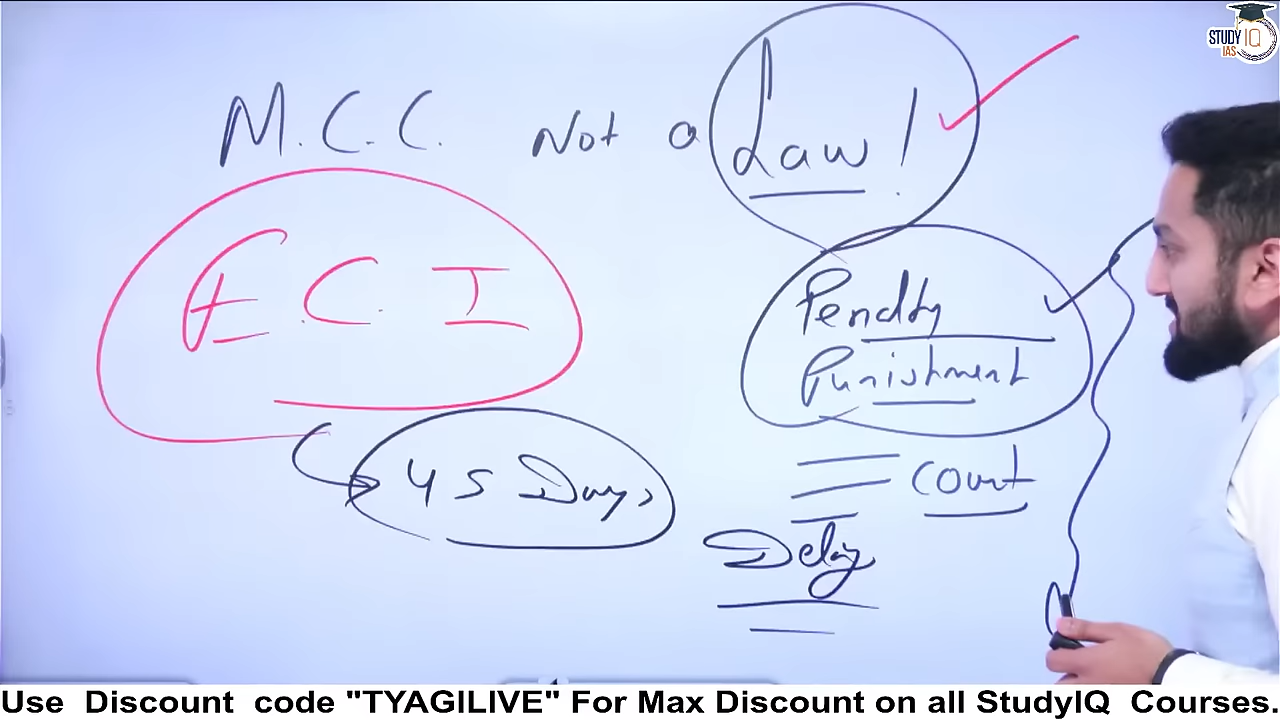 STUDY IQ
IAS
M.C.C. Not a Law!
E.C.I
Penalty
Punishment
45 Days
Court
Delay
Use Discount code "TYAGILIVE" For Max Discount on all StudyIQ Courses.